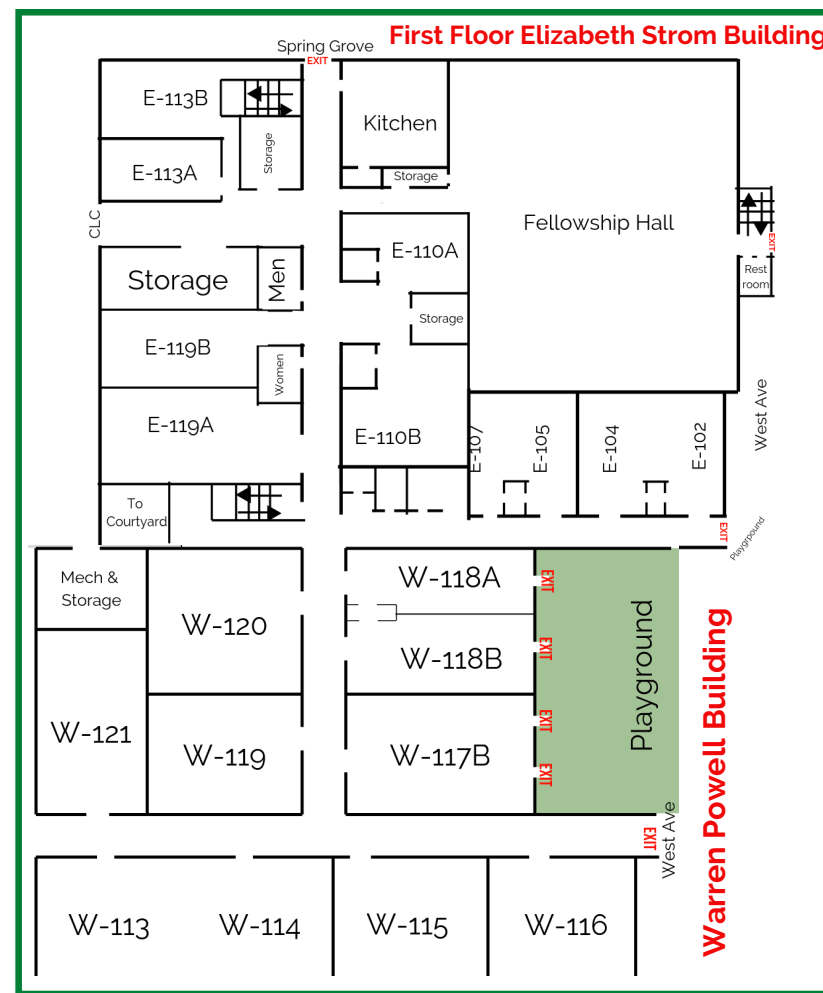 First Floor Elizabeth Strom Building
Spring Grove
EXIT
E-113B
Kitchen
Storage
E-113A
Storage
CLC
Fellowship Hall
EXIT
E-110A
Men
Storage
Rest
room
Storage
E-119B
Women
West Ave
E-119A
E-110B
E-107
E-105
E-104
E-102
To
Courtyard
EXIT
Playgrpound
Mech &
Storage
W-118A
EXIT
W-120
W-118B
EXIT
Playground
Warren Powell Building
W-121
W-119
W-117B
EXIT
EXIT
EXIT
West Ave
W-113
W-114
W-115
W-116